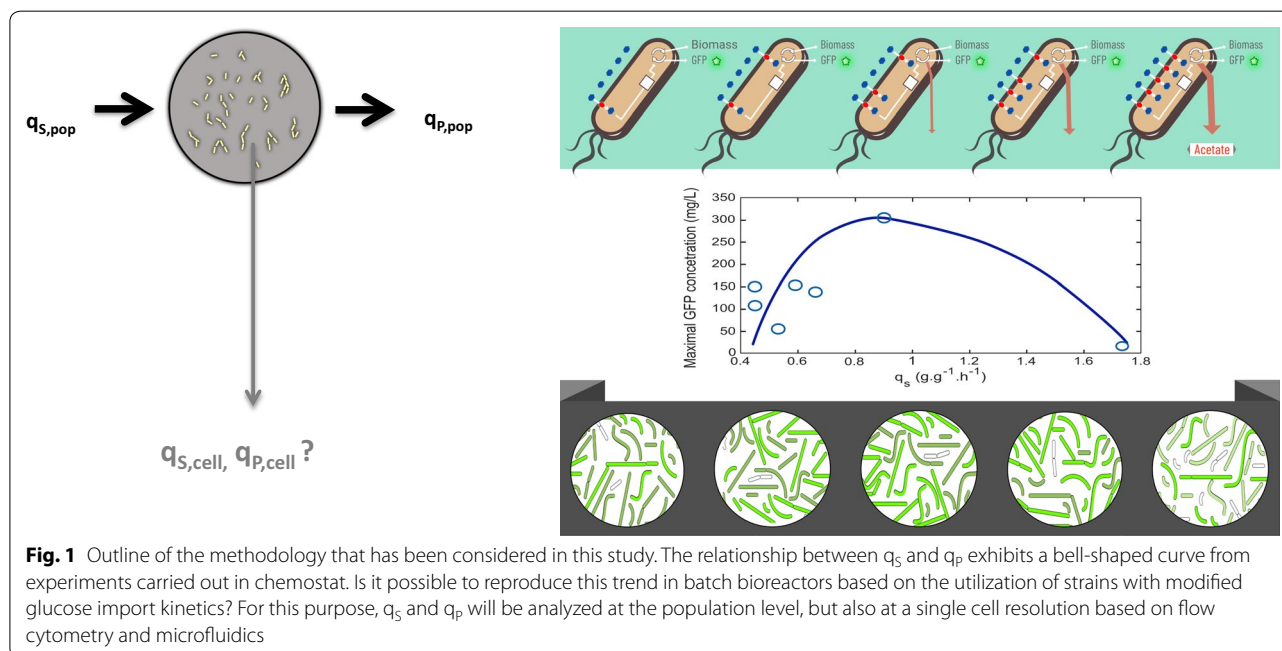 qS,pop
qP,pop
qS,cell, qP,cell ?
Biomass
GFP
Biomass
GFP
Biomass
GFP
Biomass
GFP
Biomass
GFP
Acetate
Maximal GFP concetration (mg/L)
350
300
250
200
150
100
50
0
0.4
0.6
0.8
1
1.2
1.4
1.6
1.8
qs (g.g-1.h-1)
Fig. 1 Outline of the methodology that has been considered in this study. The relationship between qS and qP exhibits a bell-shaped curve from
experiments carried out in chemostat. Is it possible to reproduce this trend in batch bioreactors based on the utilization of strains with modified
glucose import kinetics? For this purpose, qS and qP will be analyzed at the population level, but also at a single cell resolution based on flow
cytometry and microfluidics